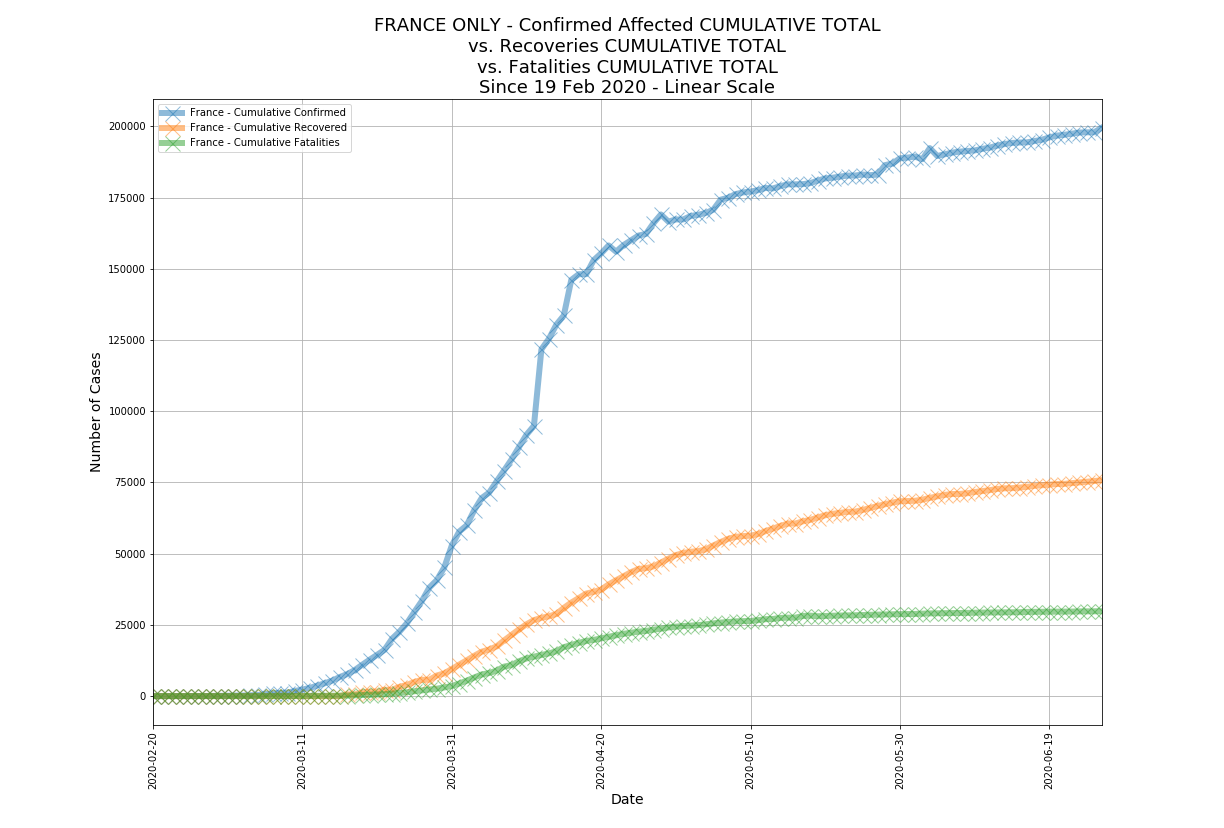 FRANCE ONLY - Confirmed Affected CUMULATIVE TOTAL
vs. Recoveries CUMULATIVE TOTAL
vs. Fatalities CUMULATIVE TOTAL
Since 19 Feb 2020 - Linear Scale
France - Cumulative Confirmed
France - Cumulative Recovered
France - Cumulative Fatalities
Number of Cases
200000
175000
150000
125000
100000
75000
50000
25000
0
2020-02-20
2020-03-11
2020-03-31
2020-04-20
2020-05-10
2020-05-30
2020-06-19
Date